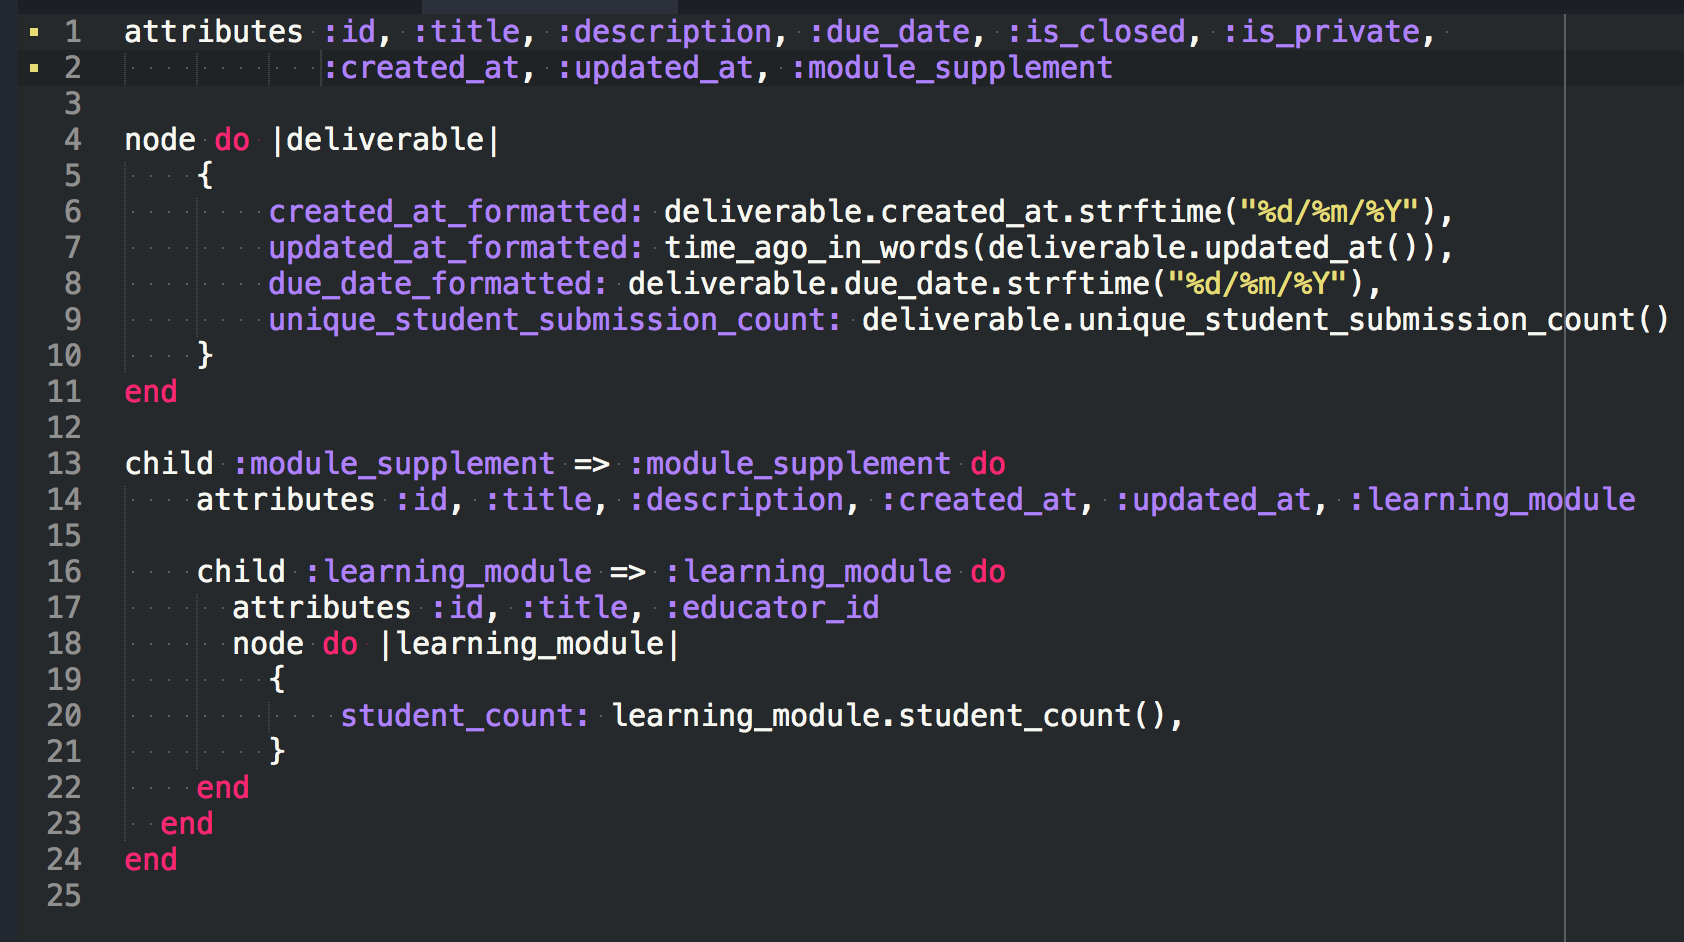 1 attributes :id, :title, :description, :due_date, :is_closed, :is_private,
2 :created_at, :updated_at, :module_supplement
3
4 node do |deliverable|
5 {
6 created_at_formatted: deliverable.created_at.strftime("%d/%m/%Y"),
7 updated_at_formatted: time_ago_in_words(deliverable.updated_at()),
8 due_date_formatted: deliverable.due_date.strftime("%d/%m/%Y"),
9 unique_student_submission_count: deliverable.unique_student_submission_count()
10 }
11 end
12
13 child :module_supplement => :module_supplement do
14 attributes :id, :title, :description, :created_at, :updated_at, :learning_module
15
16 child :learning_module => :learning_module do
17 attributes :id, :title, :educator_id
18 node do |learning_module|
19 {
20 student_count: learning_module.student_count(),
21 }
22 end
23 end
24 end
25